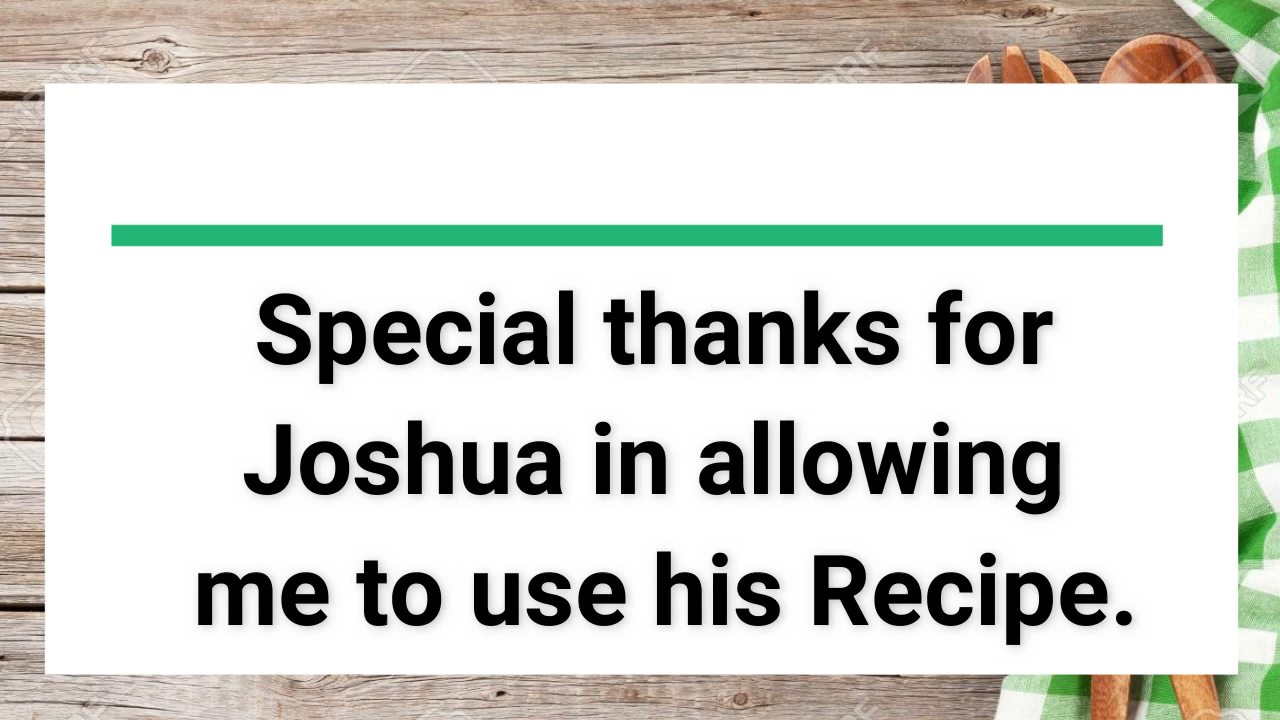 Special thanks for
Joshua in allowing
me to use his Recipe.